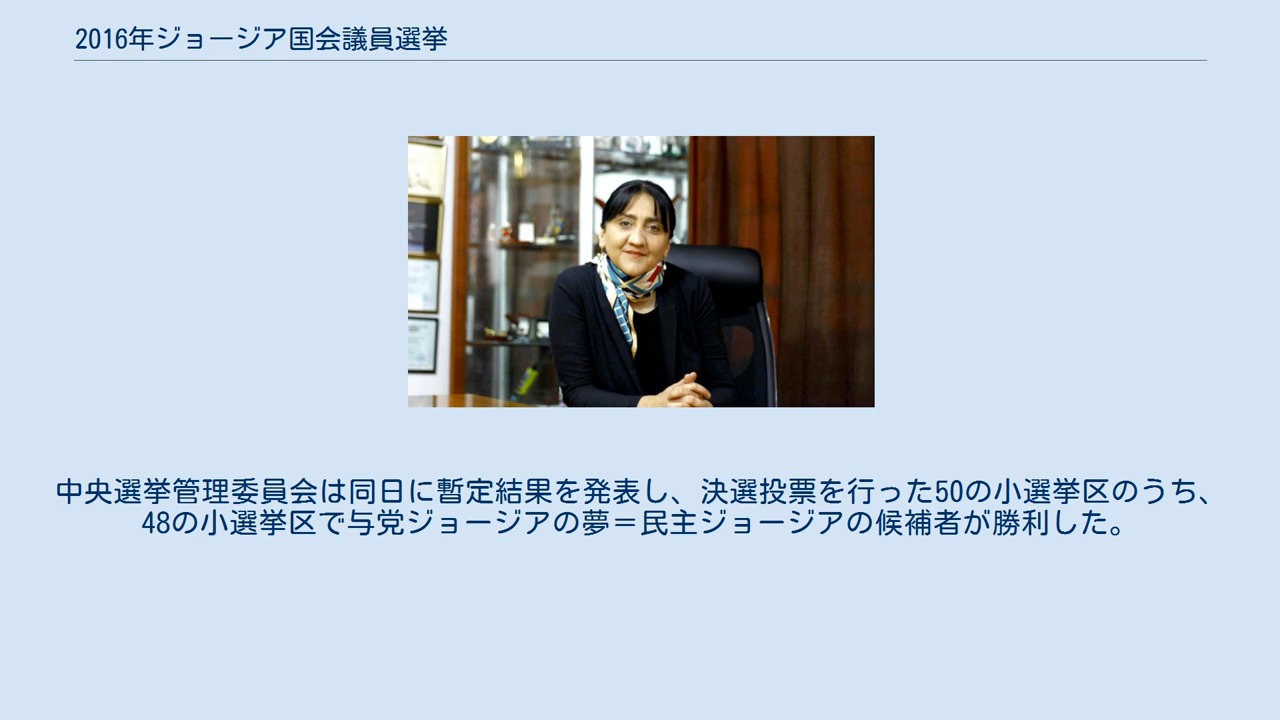 2016年ジョージア国会議員選挙
中央選挙管理委員会は同日に暫定結果を発表し、決選投票を行った50の小選挙区のうち、
48の小選挙区で与党ジョージアの夢＝民主ジョージアの候補者が勝利した。